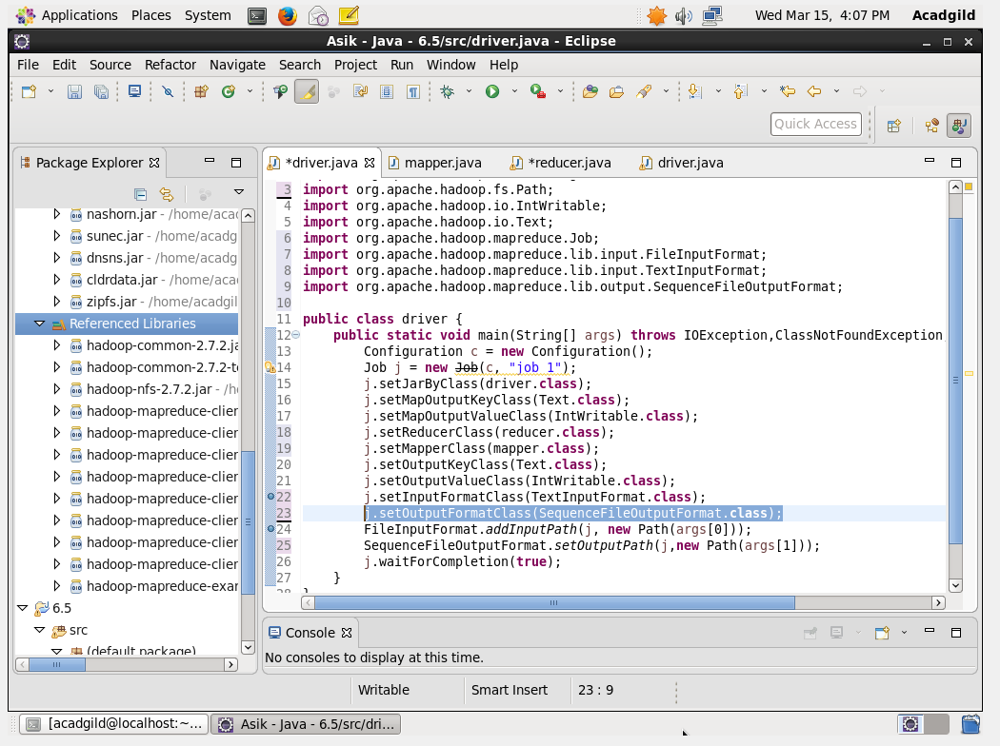 Applications Places System Wed Mar 15, 4:07 PM Acadgild
Asik - Java - 6.5/src/driver.java - Eclipse
File Edit Source Refactor Navigate Search Project Run Window Help
Quick Access
Package Explorer
nashorn.jar - /home/acadg
sunec.jar - /home/acadg
dnsns.jar - /home/acadg
cldrdata.jar - /home/acad
zipfs.jar - /home/acadgil
Referenced Libraries
hadoop-common-2.7.2.ja
hadoop-common-2.7.2-te
hadoop-nfs-2.7.2.jar - /ho
hadoop-mapreduce-clien
hadoop-mapreduce-clien
hadoop-mapreduce-clien
hadoop-mapreduce-clien
hadoop-mapreduce-clien
hadoop-mapreduce-clien
hadoop-mapreduce-clien
hadoop-mapreduce-clien
hadoop-mapreduce-exar
6.5
src
(default package)
*driver.java mapper.java *reducer.java driver.java
3 import org.apache.hadoop.fs.Path;
4 import org.apache.hadoop.io.IntWritable;
5 import org.apache.hadoop.io.Text;
6 import org.apache.hadoop.mapreduce.Job;
7 import org.apache.hadoop.mapreduce.lib.input.FileInputFormat;
8 import org.apache.hadoop.mapreduce.lib.input.TextInputFormat;
9 import org.apache.hadoop.mapreduce.lib.output.SequenceFileOutputFormat;
10
11 public class driver {
12 public static void main(String[] args) throws IOException,ClassNotFoundException
13 Configuration c = new Configuration();
14 Job j = new Job(c, "job 1");
15 j.setJarByClass(driver.class);
16 j.setMapOutputKeyClass(Text.class);
17 j.setMapOutputValueClass(IntWritable.class);
18 j.setReducerClass(reducer.class);
19 j.setMapperClass(mapper.class);
20 j.setOutputKeyClass(Text.class);
21 j.setOutputValueClass(IntWritable.class);
22 j.setInputFormatClass(TextInputFormat.class);
23 j.setOutputFormatClass(SequenceFileOutputFormat.class);
24 FileInputFormat.addInputPath(j, new Path(args[0]));
25 SequenceFileOutputFormat.setOutputPath(j,new Path(args[1]));
26 j.waitForCompletion(true);
27 }
28 }
Console
No consoles to display at this time.
Writable Smart Insert 23 : 9
[acadgild@localhost:~... Asik - Java - 6.5/src/dri...